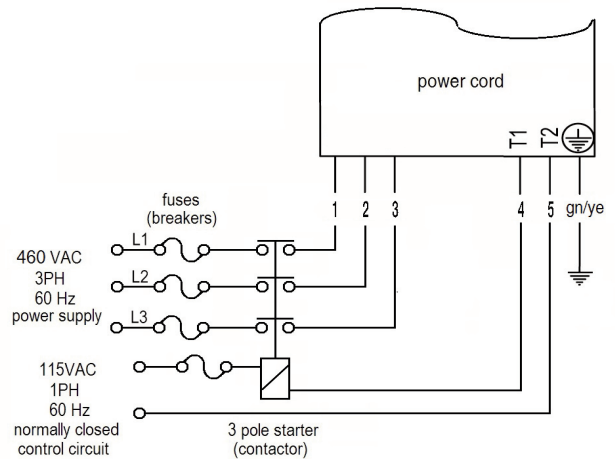 power cord
T1
T2
1
2
3
4
5
gn/ye
fuses
(breakers)
L1
460 VAC
3PH
60 Hz
power supply
L2
L3
115VAC
1PH
60 Hz
normally closed
control circuit
3 pole starter
(contactor)